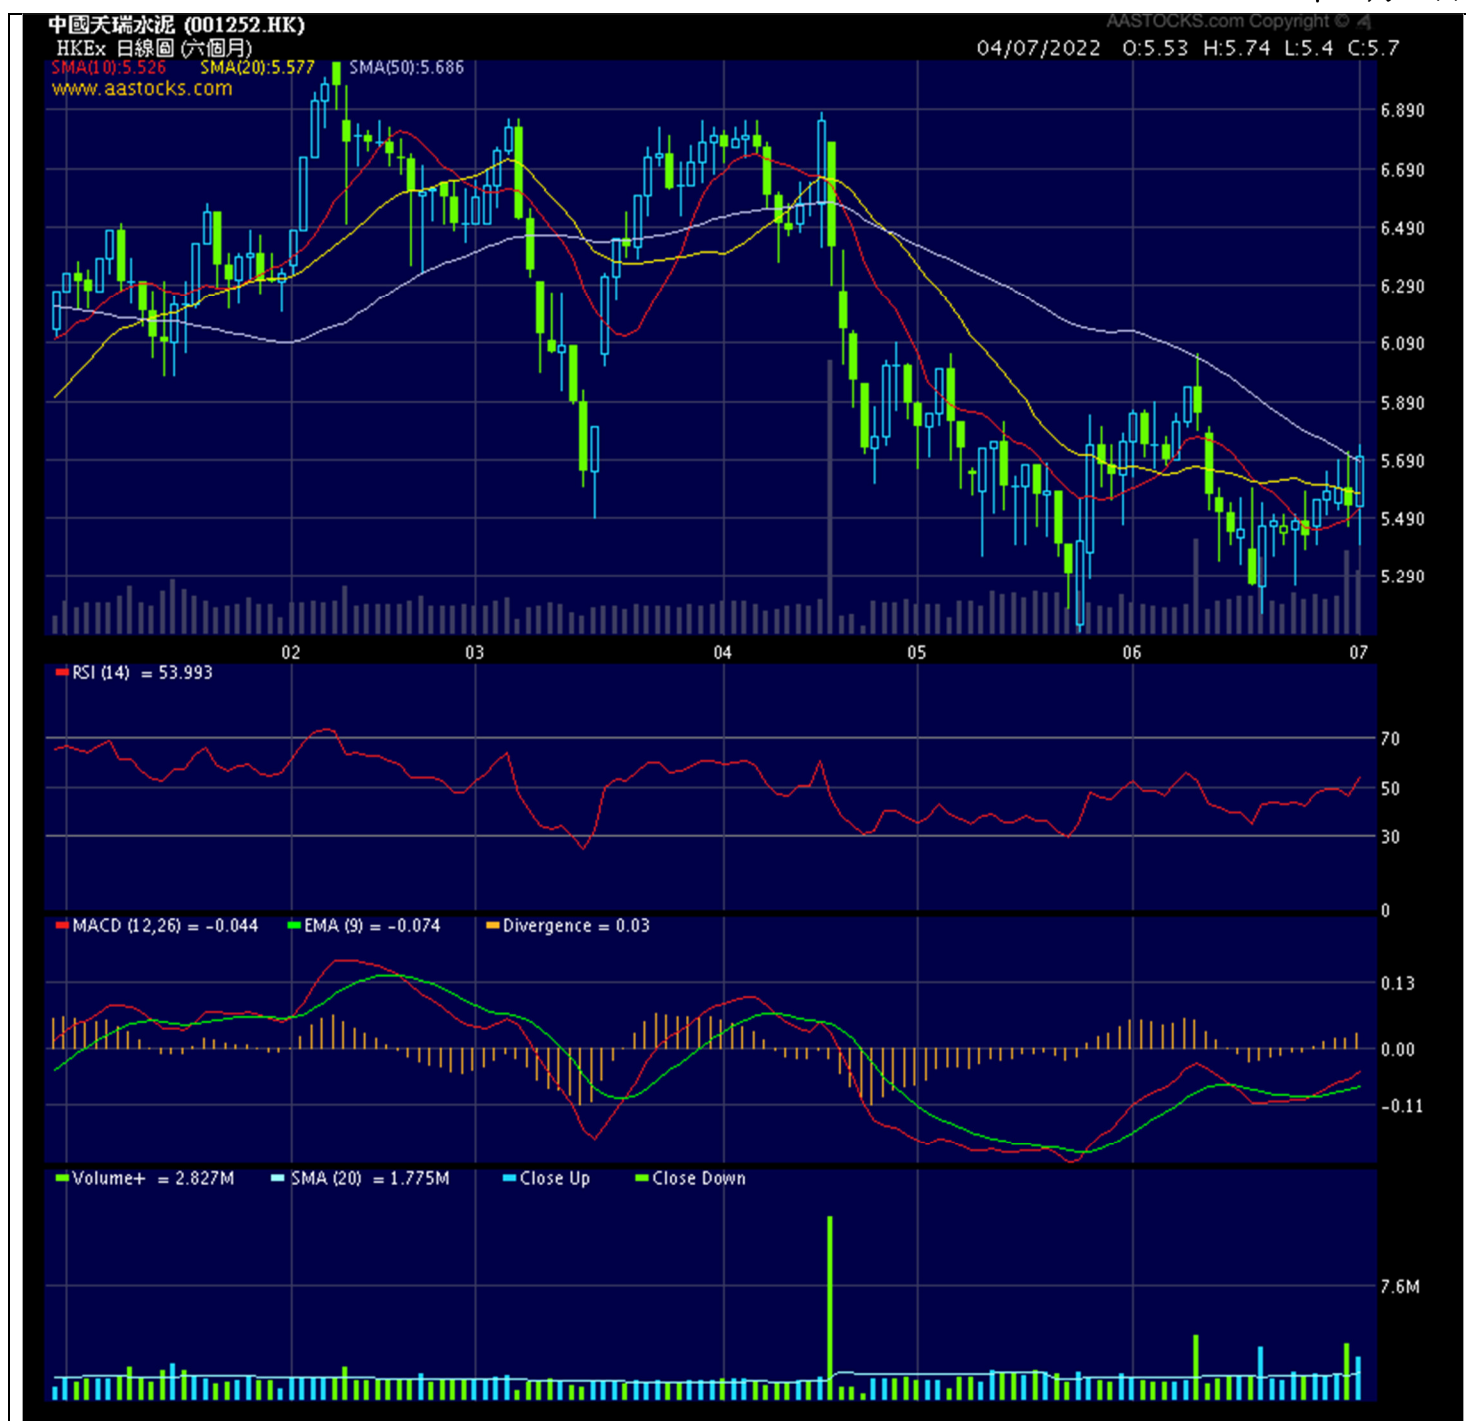 AASTOCKS.com Copyright ©
中國天瑞水泥 (001252.HK)
HKEx 日線圖 (六個月)
04/07/2022 O:5.53 H:5.74 L:5.4 C:5.7
SMA(10):5.526 SMA(20):5.577 SMA(50):5.686
www.aastocks.com
6.890
6.690
6.490
6.290
6.090
5.890
5.690
5.490
5.290
02 03 04 05 06 07
RSI (14) = 53.993
70
50
30
0
MACD (12,26) = -0.044 EMA (9) = -0.074 Divergence = 0.03
0.13
0.00
-0.11
Volume+ = 2.827M SMA (20) = 1.775M Close Up Close Down
7.6M